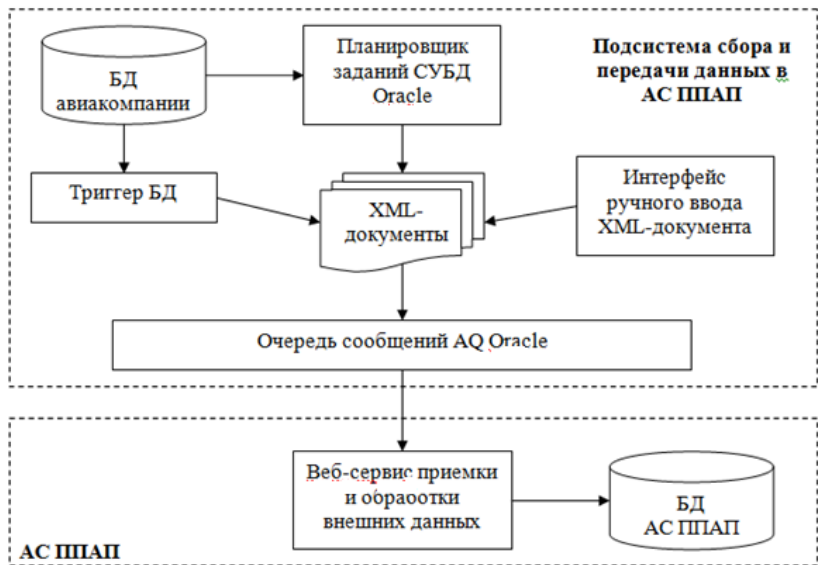 БД
авиакомпании
Планировщик
заданий СУБД
Oracle
Подсистема сбора и
передачи данных в
АС ППАП
Триггер БД
XML-
документы
Интерфейс
ручного ввода
XML-документа
Очередь сообщений AQ Oracle
Веб-сервис приемки
и обработки
внешних данных
БД
АС ППАП
АС ППАП